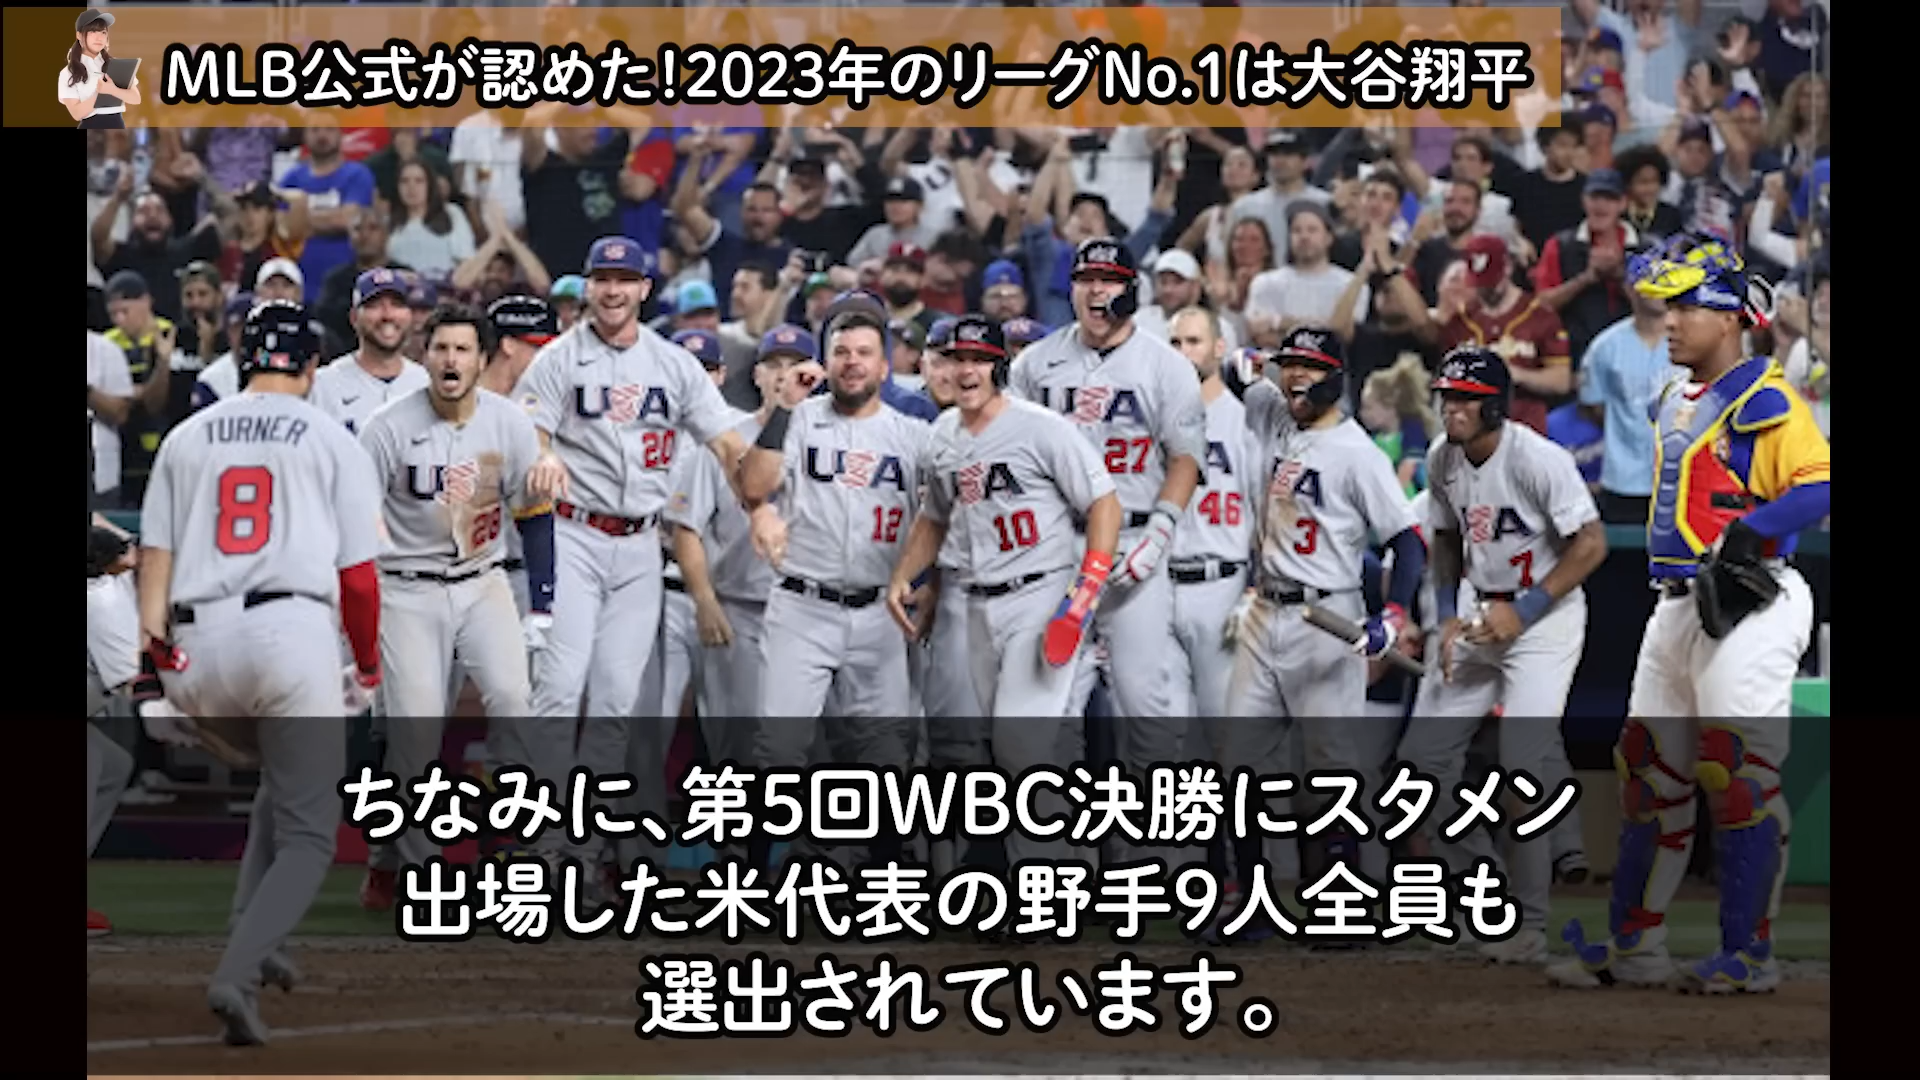 MLB公式が認めた!2023年のリーグNo.1は大谷翔平
TURNER
8
USA
28
USA
20
USA
12
USA
10
USA
27
46
3
7
ちなみに、第5回WBC決勝にスタメン
出場した米代表の野手9人全員も
選出されています。